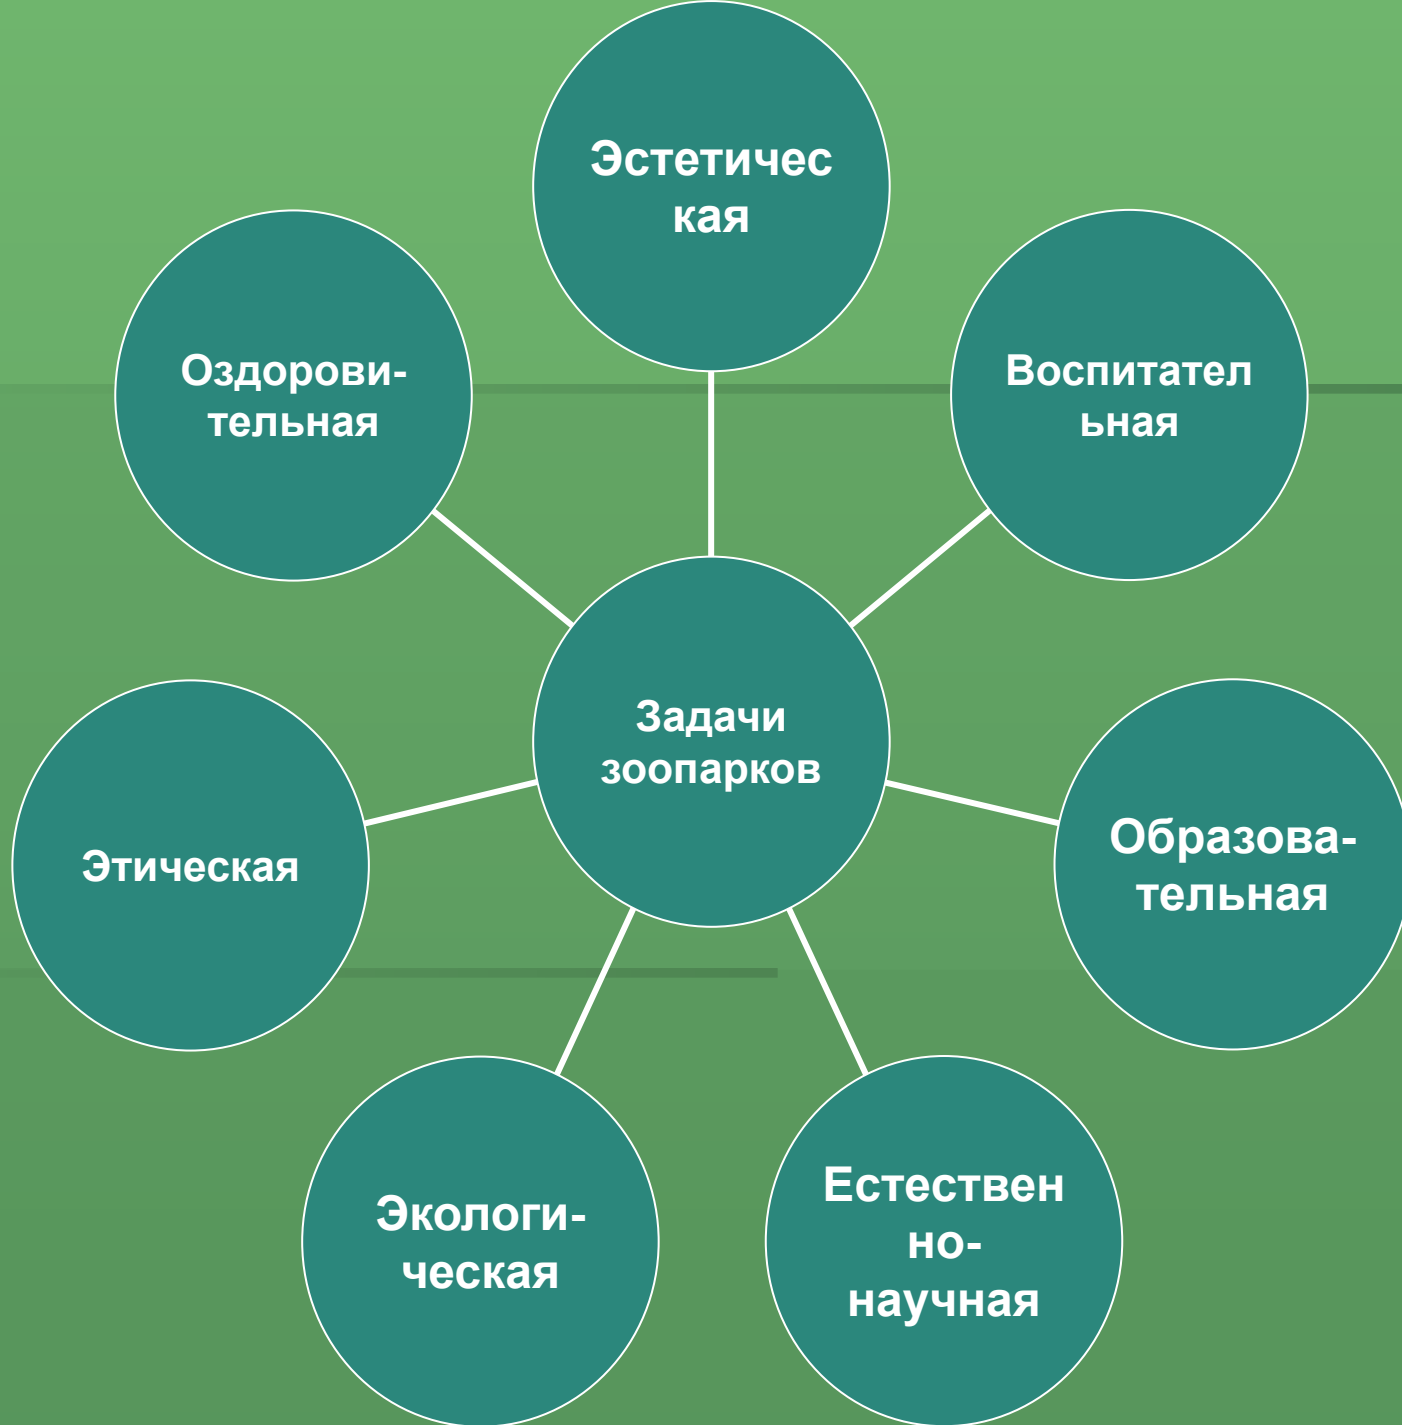 Эстетичес
кая
Оздорови-
тельная
Воспитател
ьная
Задачи
зоопарков
Этическая
Образова-
тельная
Экологи-
ческая
Естествен
но-
научная